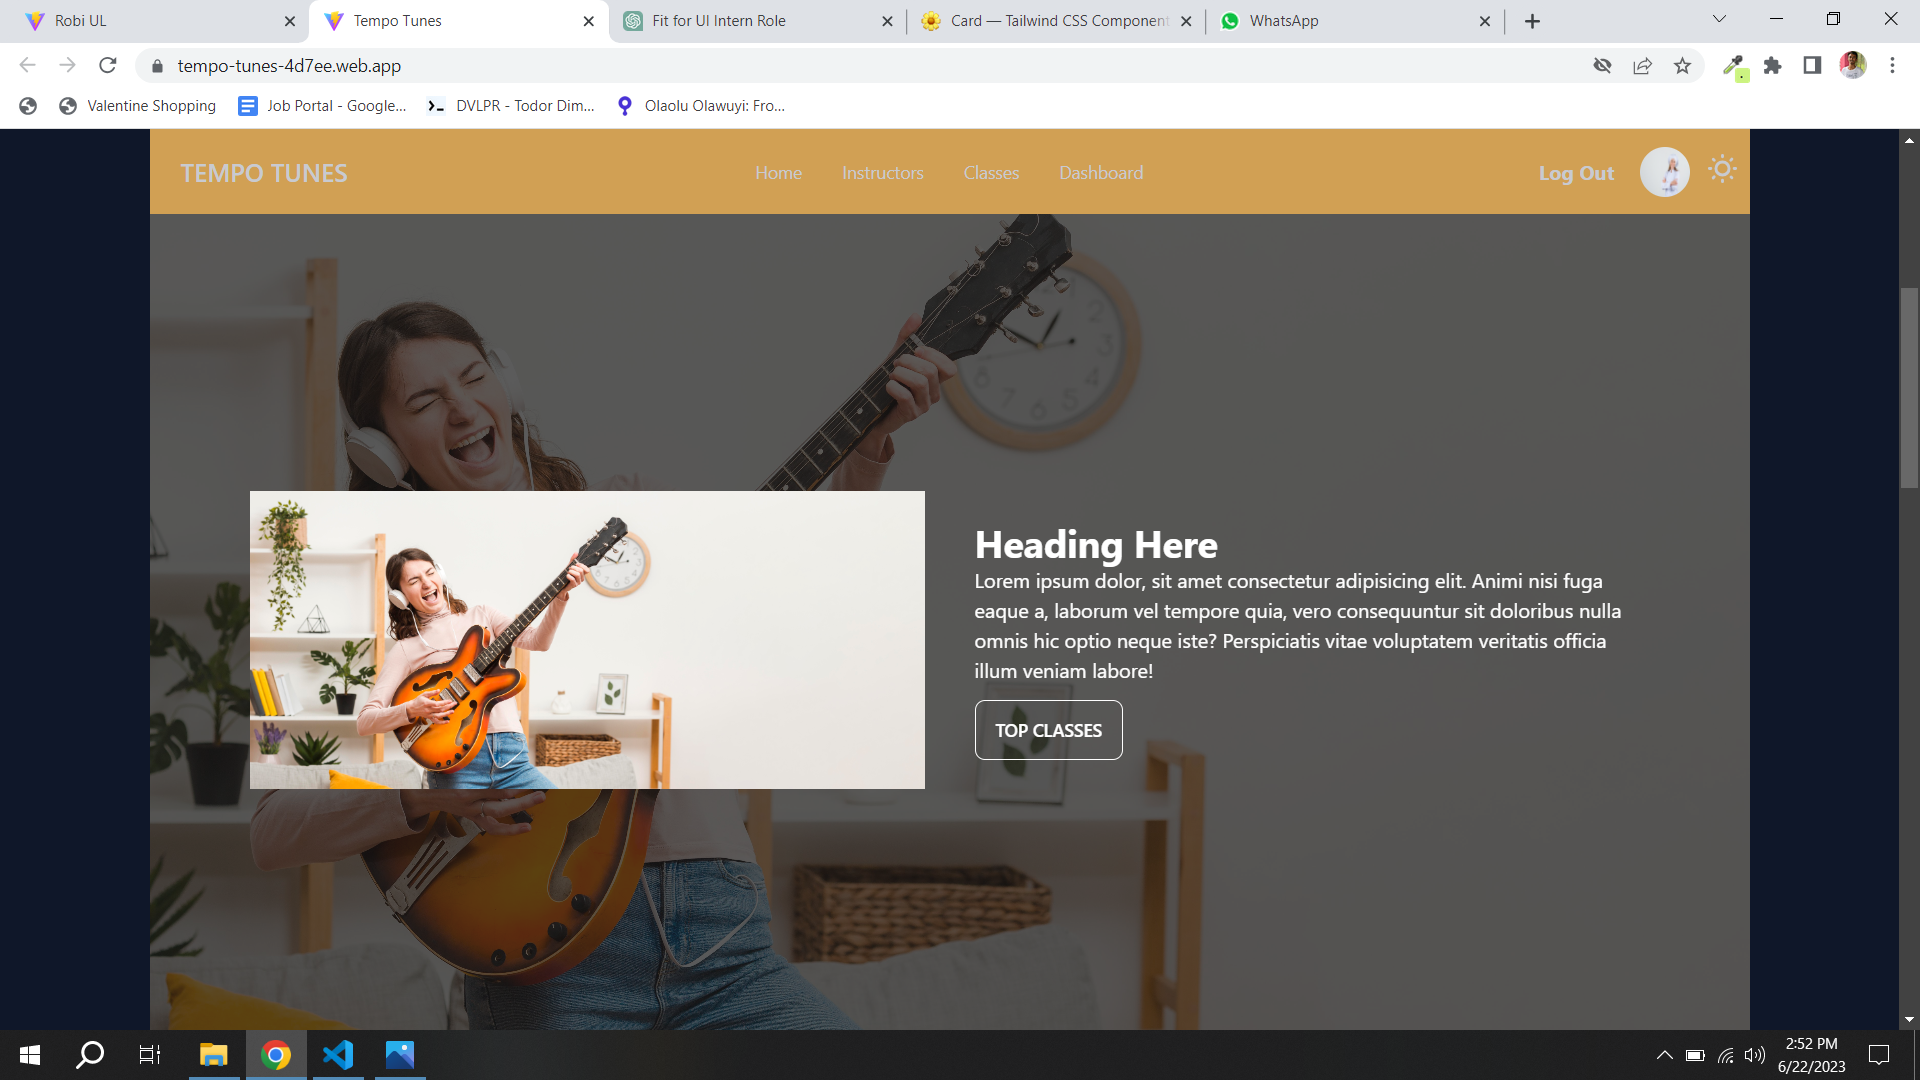 Robi UL
Tempo Tunes
Fit for UI Intern Role
Card — Tailwind CSS Component
WhatsApp
tempo-tunes-4d7ee.web.app
Valentine Shopping
Job Portal - Google...
DVLPR - Todor Dim...
Olaolu Olawuyi: Fro...
TEMPO TUNES
Home
Instructors
Classes
Dashboard
Log Out
Heading Here
Lorem ipsum dolor, sit amet consectetur adipisicing elit. Animi nisi fuga
eaque a, laborum vel tempore quia, vero consequuntur sit doloribus nulla
omnis hic optio neque iste? Perspiciatis vitae voluptatem veritatis officia
illum veniam labore!
TOP CLASSES
2:52 PM
6/22/2023